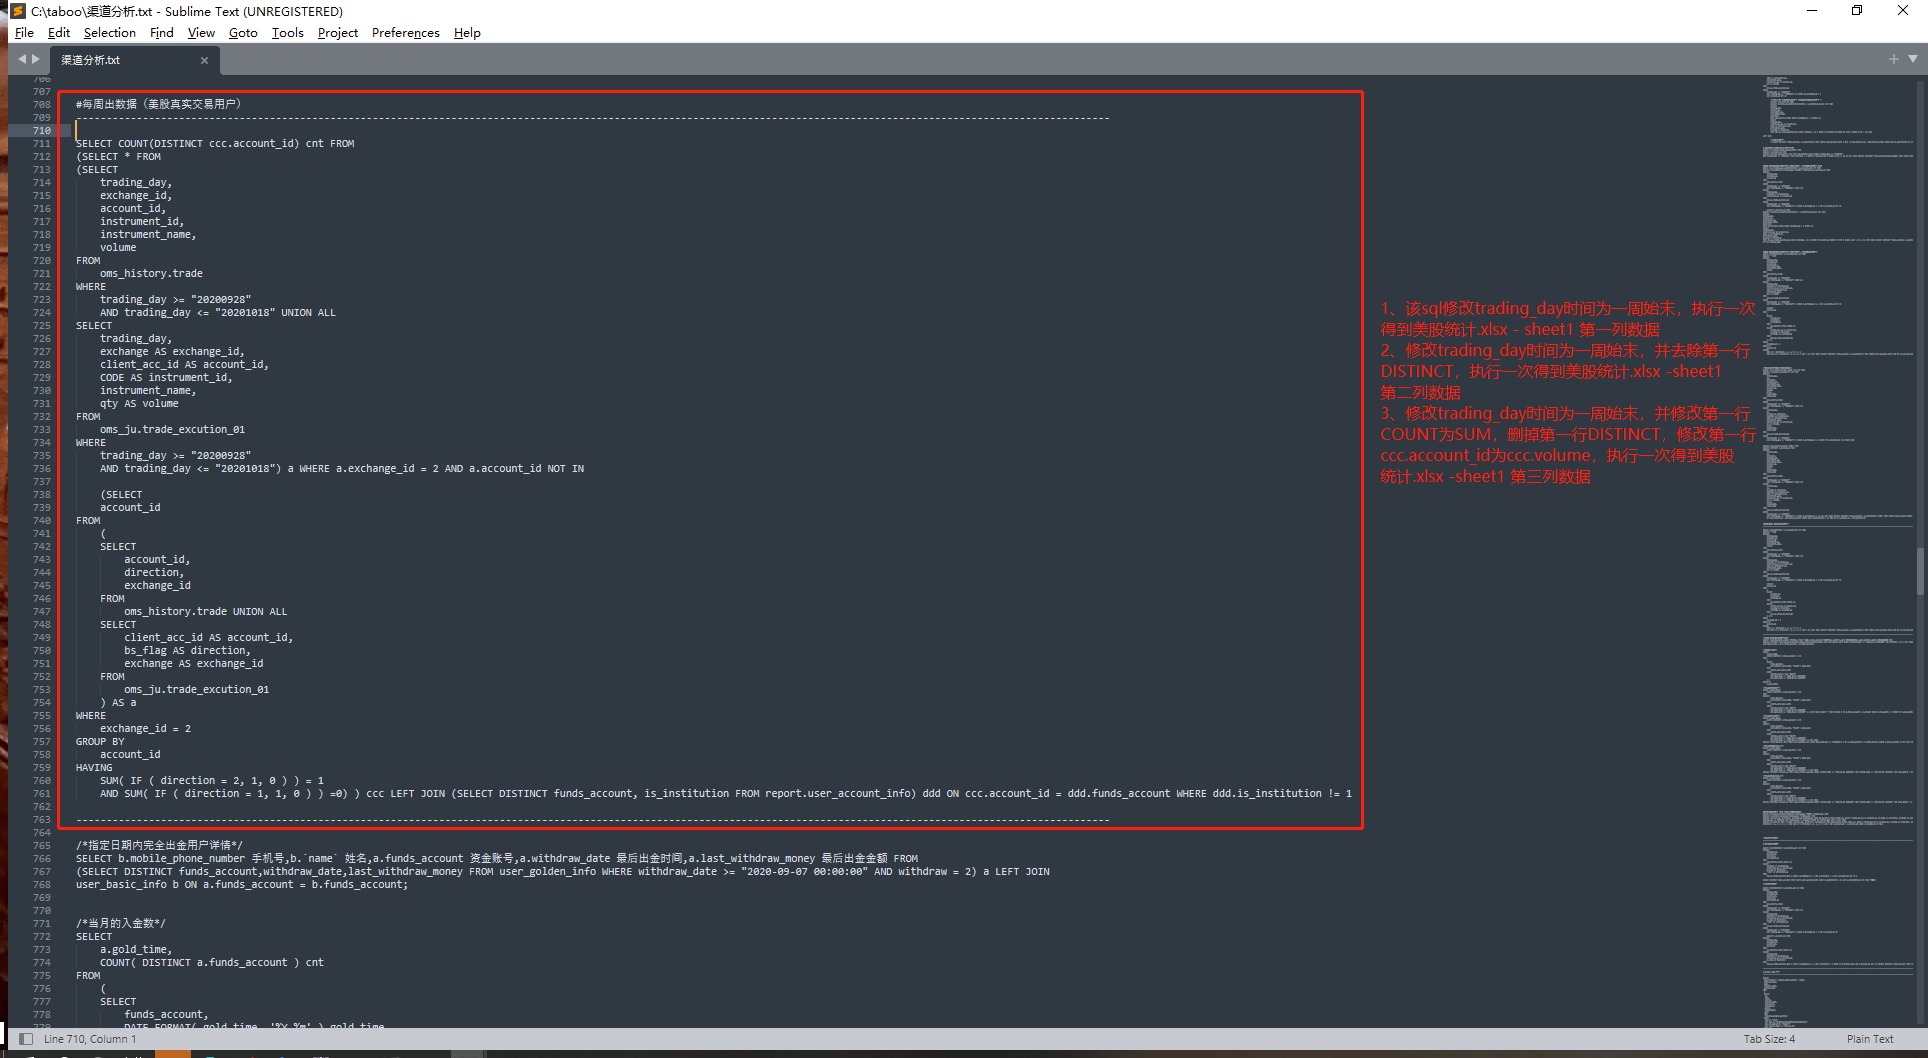 C:\taboo\渠道分析.txt - Sublime Text (UNREGISTERED)
File Edit Selection Find View Goto Tools Project Preferences Help
渠道分析.txt
706
707
708 #每周出数据（美股真实交易用户）
709 ----------------------------------------------------------------------------------------------------------------------------------------------------------------------------
710
711 SELECT COUNT(DISTINCT ccc.account_id) cnt FROM
712 (SELECT * FROM
713 (SELECT
714 trading_day,
715 exchange_id,
716 account_id,
717 instrument_id,
718 instrument_name,
719 volume
720 FROM
721 oms_history.trade
722 WHERE
723 trading_day >= "20200928"
724 AND trading_day <= "20201018" UNION ALL
725 SELECT
726 trading_day,
727 exchange AS exchange_id,
728 client_acc_id AS account_id,
729 CODE AS instrument_id,
730 instrument_name,
731 qty AS volume
732 FROM
733 oms_ju.trade_excution_01
734 WHERE
735 trading_day >= "20200928"
736 AND trading_day <= "20201018") a WHERE a.exchange_id = 2 AND a.account_id NOT IN
737
738 (SELECT
739 account_id
740 FROM
741 (
742 SELECT
743 account_id,
744 direction,
745 exchange_id
746 FROM
747 oms_history.trade UNION ALL
748 SELECT
749 client_acc_id AS account_id,
750 bs_flag AS direction,
751 exchange AS exchange_id
752 FROM
753 oms_ju.trade_excution_01
754 ) AS a
755 WHERE
756 exchange_id = 2
757 GROUP BY
758 account_id
759 HAVING
760 SUM( IF ( direction = 2, 1, 0 ) ) = 1
761 AND SUM( IF ( direction = 1, 1, 0 ) ) =0) ) ccc LEFT JOIN (SELECT DISTINCT funds_account, is_institution FROM report.user_account_info) ddd ON ccc.account_id = ddd.funds_account WHERE ddd.is_institution != 1
762
763 ----------------------------------------------------------------------------------------------------------------------------------------------------------------------------
764
765 /*指定日期内完全出金用户详情*/
766 SELECT b.mobile_phone_number 手机号,b.`name` 姓名,a.funds_account 资金账号,a.withdraw_date 最后出金时间,a.last_withdraw_money 最后出金金额 FROM
767 (SELECT DISTINCT funds_account,withdraw_date,last_withdraw_money FROM user_golden_info WHERE withdraw_date >= "2020-09-07 00:00:00" AND withdraw = 2) a LEFT JOIN
768 user_basic_info b ON a.funds_account = b.funds_account;
769
770
771 /*当月的入金数*/
772 SELECT
773 a.gold_time,
774 COUNT( DISTINCT a.funds_account ) cnt
775 FROM
776 (
777 SELECT
778 funds_account,
779 DATE_FORMAT( gold_time, '%Y-%m' ) gold_time
1、该sql修改trading_day时间为一周始末，执行一次
得到美股统计.xlsx - sheet1 第一列数据
2、修改trading_day时间为一周始末，并去除第一行
DISTINCT，执行一次得到美股统计.xlsx -sheet1
第二列数据
3、修改trading_day时间为一周始末，并修改第一行
COUNT为SUM，删掉第一行DISTINCT，修改第一行
ccc.account_id为ccc.volume，执行一次得到美股
统计.xlsx -sheet1 第三列数据
Line 710, Column 1
Tab Size: 4
Plain Text